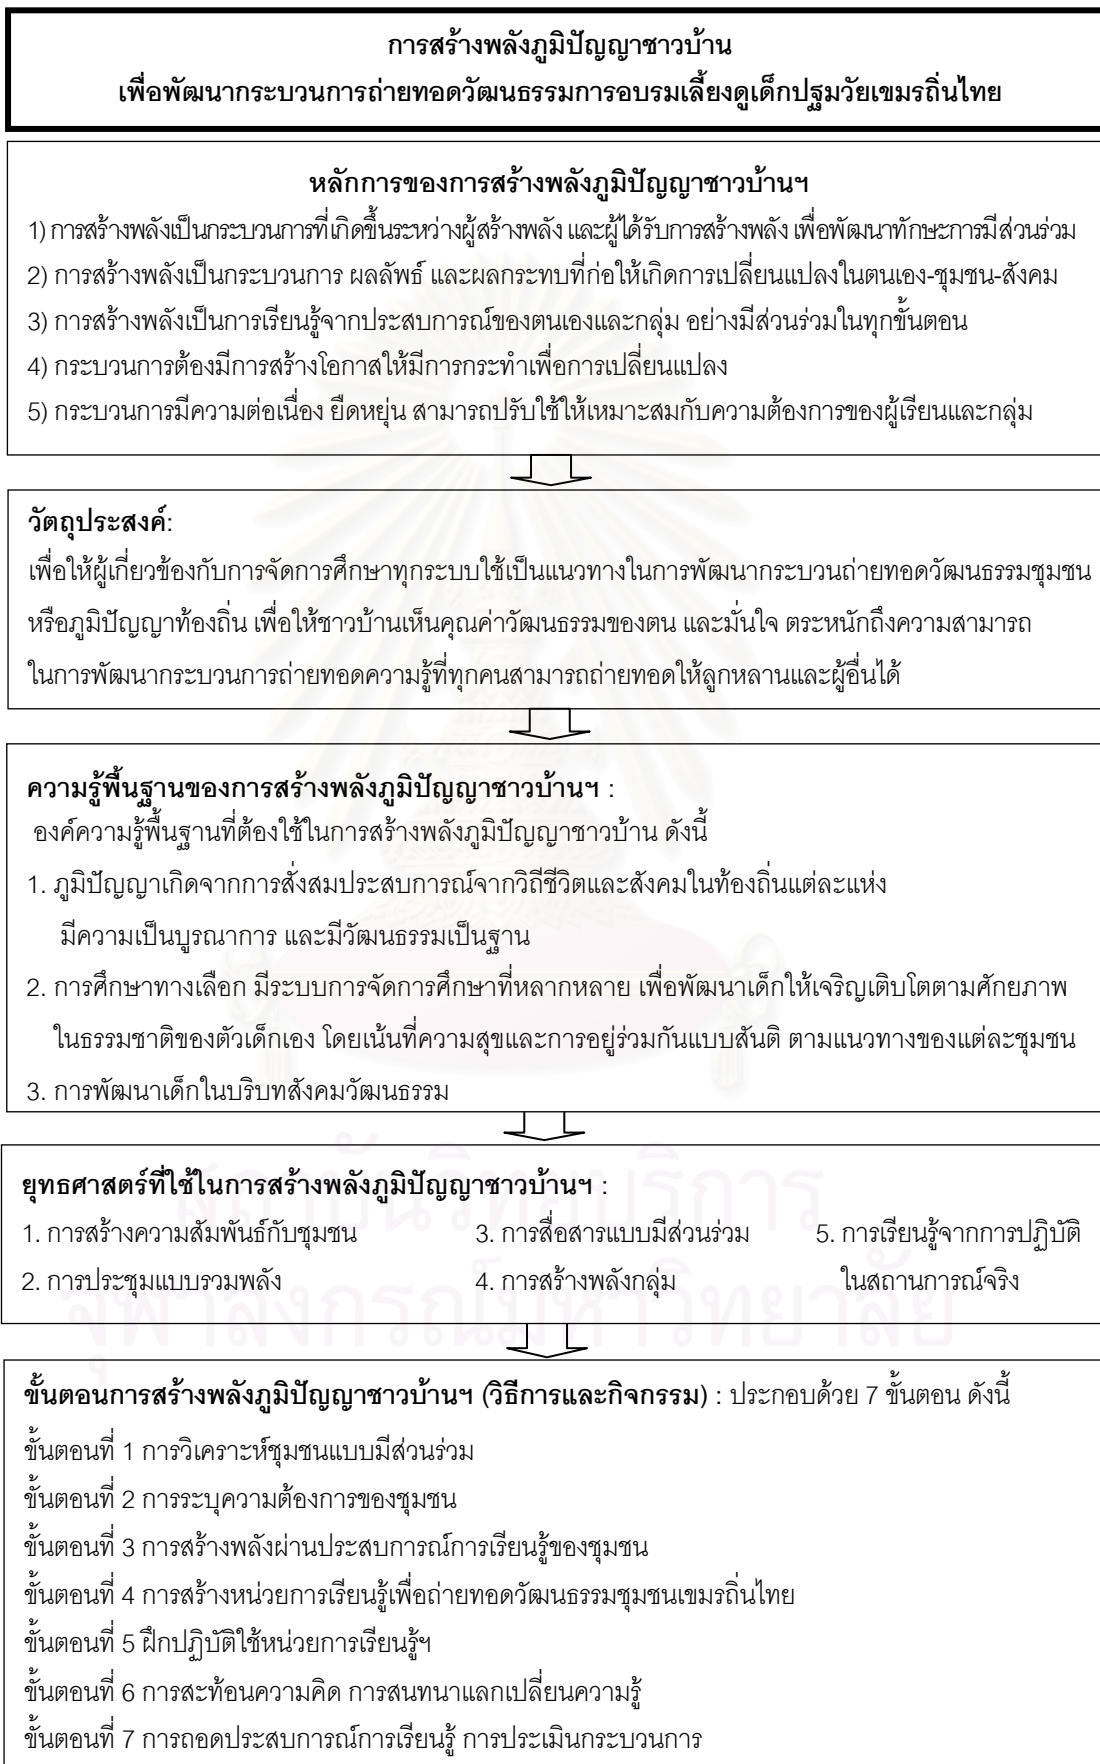 การสร้างพลังภูมิปัญญาชาวบ้าน
เพื่อพัฒนากระบวนการถ่ายทอดวัฒนธรรมการอบรมเลี้ยงดูเด็กปฐมวัยเขมรถิ่นไทย
หลักการของการสร้างพลังภูมิปัญญาชาวบ้านฯ
1) การสร้างพลังเป็นกระบวนการที่เกิดขึ้นระหว่างผู้สร้างพลัง และผู้ได้รับการสร้างพลัง เพื่อพัฒนาทักษะการมีส่วนร่วม
2) การสร้างพลังเป็นกระบวนการ ผลลัพธ์ และผลกระทบที่ก่อให้เกิดการเปลี่ยนแปลงในตนเอง-ชุมชน-สังคม
3) การสร้างพลังเป็นการเรียนรู้จากประสบการณ์ของตนเองและกลุ่ม อย่างมีส่วนร่วมในทุกขั้นตอน
4) กระบวนการต้องมีการสร้างโอกาสให้มีการกระทำเพื่อการเปลี่ยนแปลง
5) กระบวนการมีความต่อเนื่อง ยืดหยุ่น สามารถปรับใช้ให้เหมาะสมกับความต้องการของผู้เรียนและกลุ่ม
วัตถุประสงค์:
เพื่อให้ผู้เกี่ยวข้องกับการจัดการศึกษาทุกระบบใช้เป็นแนวทางในการพัฒนากระบวนถ่ายทอดวัฒนธรรมชุมชน
หรือภูมิปัญญาท้องถิ่น เพื่อให้ชาวบ้านเห็นคุณค่าวัฒนธรรมของตน และมั่นใจ ตระหนักถึงความสามารถ
ในการพัฒนากระบวนการถ่ายทอดความรู้ที่ทุกคนสามารถถ่ายทอดให้ลูกหลานและผู้อื่นได้
ความรู้พื้นฐานของการสร้างพลังภูมิปัญญาชาวบ้านฯ :
องค์ความรู้พื้นฐานที่ต้องใช้ในการสร้างพลังภูมิปัญญาชาวบ้าน ดังนี้
1. ภูมิปัญญาเกิดจากการสั่งสมประสบการณ์จากวิถีชีวิตและสังคมในท้องถิ่นแต่ละแห่ง
มีความเป็นบูรณาการ และมีวัฒนธรรมเป็นฐาน
2. การศึกษาทางเลือก มีระบบการจัดการศึกษาที่หลากหลาย เพื่อพัฒนาเด็กให้เจริญเติบโตตามศักยภาพ
ในธรรมชาติของตัวเด็กเอง โดยเน้นที่ความสุขและการอยู่ร่วมกันแบบสันติ ตามแนวทางของแต่ละชุมชน
3. การพัฒนาเด็กในบริบทสังคมวัฒนธรรม
สถาบันวิทยบริการ
ยุทธศาสตร์ที่ใช้ในการสร้างพลังภูมิปัญญาชาวบ้านฯ :
1. การสร้างความสัมพันธ์กับชุมชน 3. การสื่อสารแบบมีส่วนร่วม 5. การเรียนรู้จากการปฏิบัติ
2. การประชุมแบบรวมพลัง 4. การสร้างพลังกลุ่ม ในสถานการณ์จริง
จุฬาลงกรณ์มหาวิทยาลัย
ขั้นตอนการสร้างพลังภูมิปัญญาชาวบ้านฯ (วิธีการและกิจกรรม) : ประกอบด้วย 7 ขั้นตอน ดังนี้
ขั้นตอนที่ 1 การวิเคราะห์ชุมชนแบบมีส่วนร่วม
ขั้นตอนที่ 2 การระบุความต้องการของชุมชน
ขั้นตอนที่ 3 การสร้างพลังผ่านประสบการณ์การเรียนรู้ของชุมชน
ขั้นตอนที่ 4 การสร้างหน่วยการเรียนรู้เพื่อถ่ายทอดวัฒนธรรมชุมชนเขมรถิ่นไทย
ขั้นตอนที่ 5 ฝึกปฏิบัติใช้หน่วยการเรียนรู้ฯ
ขั้นตอนที่ 6 การสะท้อนความคิด การสนทนาแลกเปลี่ยนความรู้
ขั้นตอนที่ 7 การถอดประสบการณ์การเรียนรู้ การประเมินกระบวนการ